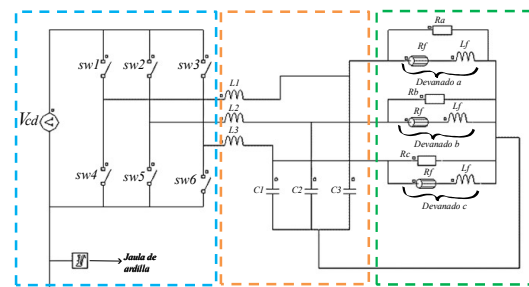 sw1
sw2
sw3
Vcd
sw4
sw5
sw6
Jaula de
ardilla
L1
L2
L3
C1
C2
C3
Ra
Rf
Lf
Devanado a
Rb
Rf
Lf
Devanado b
Rc
Rf
Lf
Devanado c